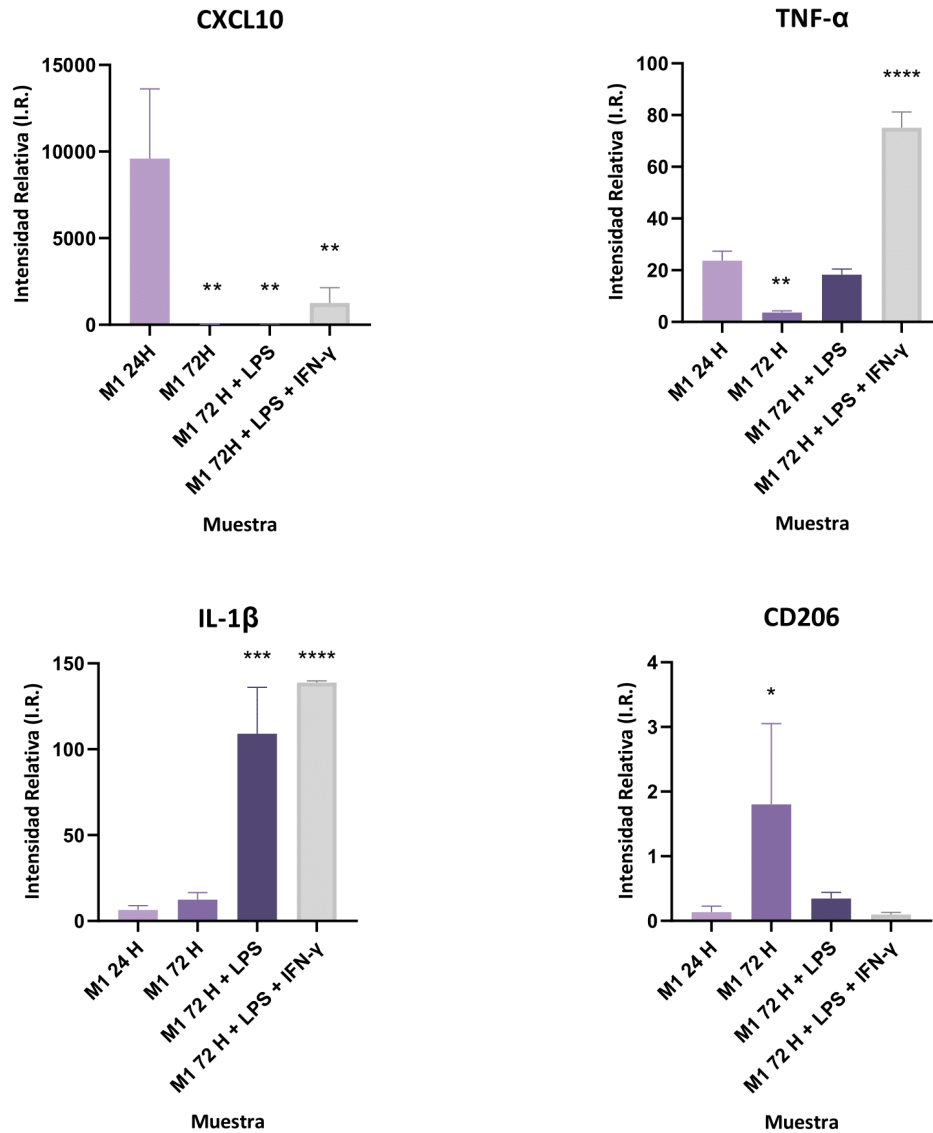 CXCL10
Intensidad Relativa (I.R.)
15000
10000
5000
0
**
**
**
M1 24H
M1 72H
M1 72 H + LPS
M1 72H + LPS + IFN-γ
Muestra
TNF-α
Intensidad Relativa (I.R.)
100
80
60
40
20
0
**
****
M1 24 H
M1 72 H
M1 72 H + LPS
M1 72 H + LPS + IFN-γ
Muestra
IL-1β
Intensidad Relativa (I.R.)
150
100
50
0
***
****
M1 24 H
M1 72 H
M1 72 H + LPS
M1 72 H + LPS + IFN-γ
Muestra
CD206
Intensidad Relativa (I.R.)
4
3
2
1
0
*
M1 24 H
M1 72 H
M1 72 H + LPS
M1 72 H + LPS + IFN-γ
Muestra